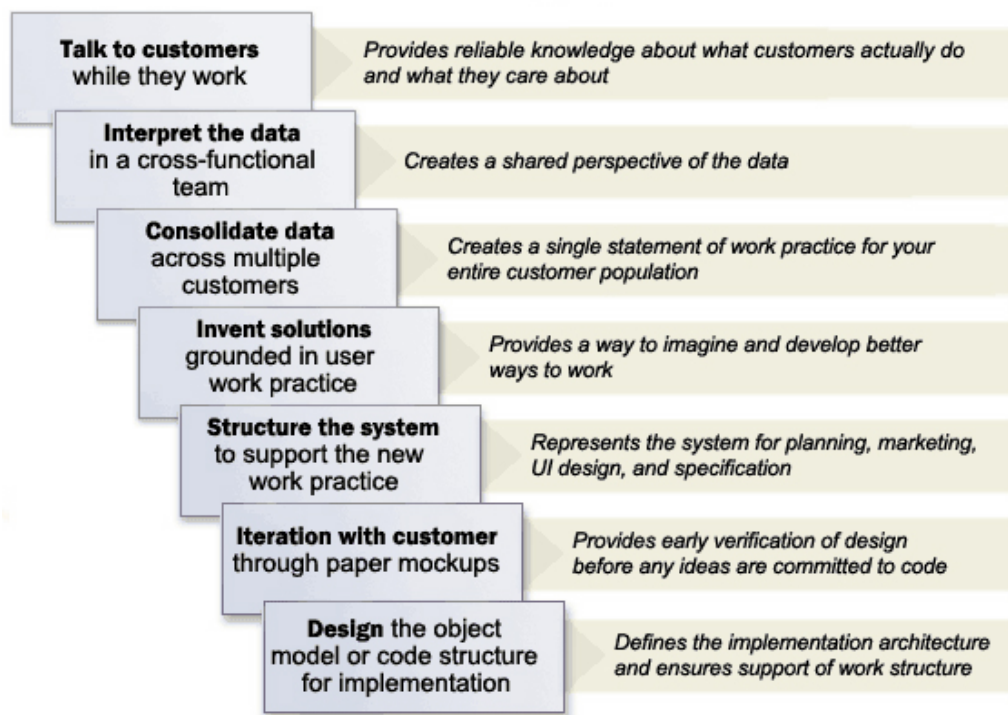 Talk to customers
while they work
Provides reliable knowledge about what customers actually do
and what they care about
Interpret the data
in a cross-functional
team
Creates a shared perspective of the data
Consolidate data
across multiple
customers
Creates a single statement of work practice for your
entire customer population
Invent solutions
grounded in user
work practice
Provides a way to imagine and develop better
ways to work
Structure the system
to support the new
work practice
Represents the system for planning, marketing,
UI design, and specification
Iteration with customer
through paper mockups
Provides early verification of design
before any ideas are committed to code
Design the object
model or code structure
for implementation
Defines the implementation architecture
and ensures support of work structure